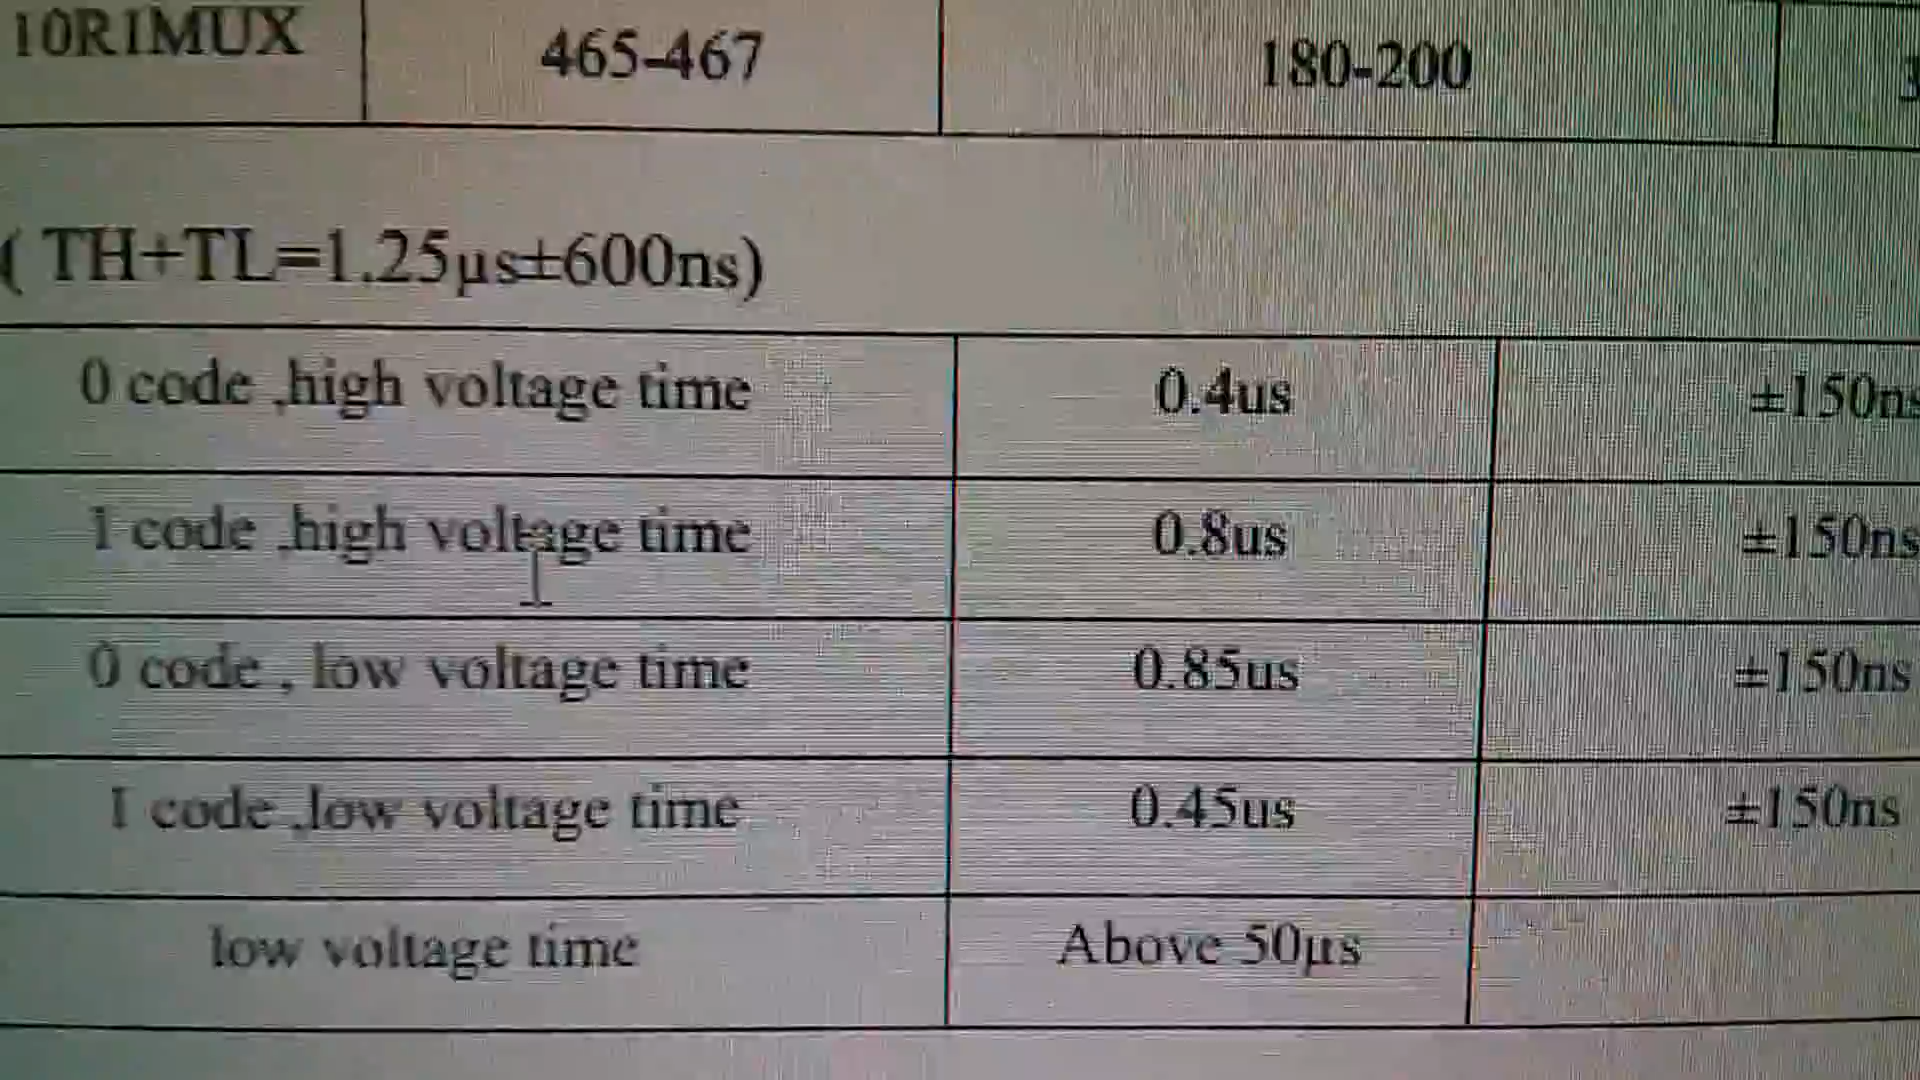 10R1MUX 465-467 180-200
( TH+TL=1.25μs±600ns)
0 code ,high voltage time 0.4us ±150ns
1 code ,high voltage time 0.8us ±150ns
0 code , low voltage time 0.85us ±150ns
1 code ,low voltage time 0.45us ±150ns
low voltage time Above 50μs